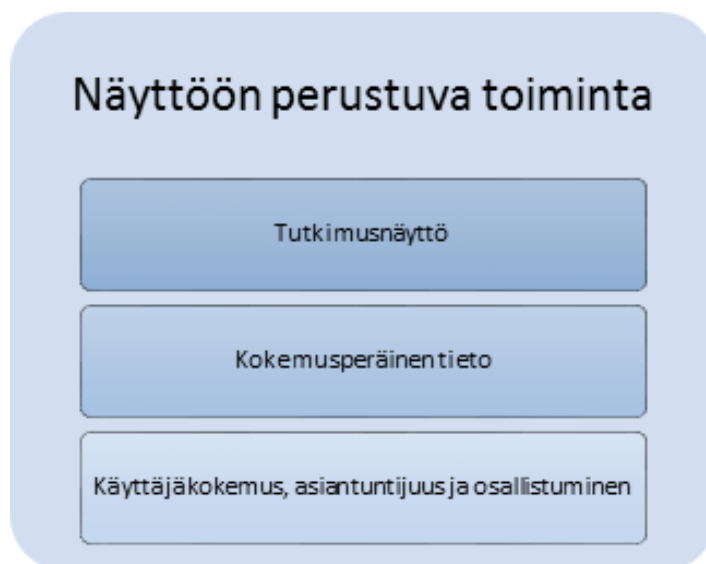 Näyttöön perustuva toiminta
Tutkimusnäyttö
Kokemusperäinen tieto
Käyttäjäkokemus, asiantuntijuus ja osallistuminen